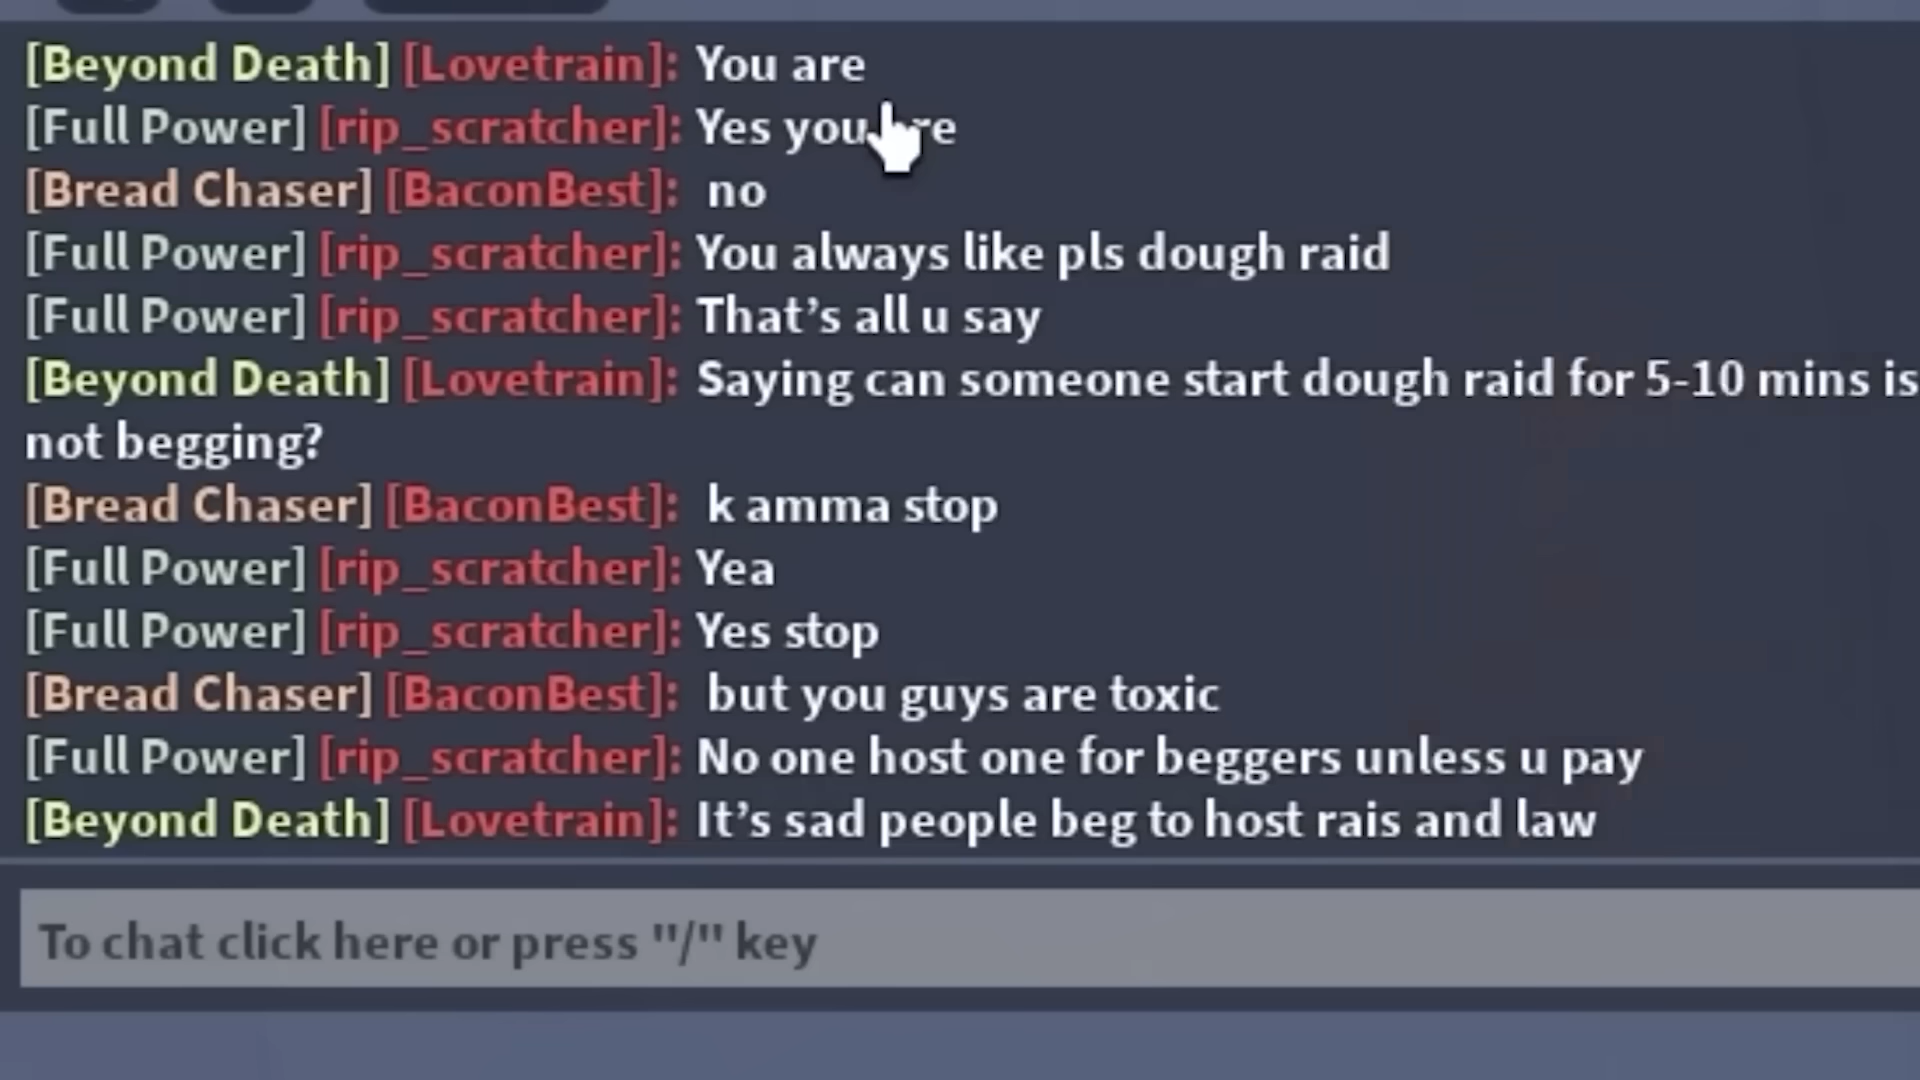 [Beyond Death] [Lovetrain]: You are
[Full Power] [rip_scratcher]: Yes you are
[Bread Chaser] [BaconBest]: no
[Full Power] [rip_scratcher]: You always like pls dough raid
[Full Power] [rip_scratcher]: That’s all u say
[Beyond Death] [Lovetrain]: Saying can someone start dough raid for 5-10 mins is
not begging?
[Bread Chaser] [BaconBest]: k amma stop
[Full Power] [rip_scratcher]: Yea
[Full Power] [rip_scratcher]: Yes stop
[Bread Chaser] [BaconBest]: but you guys are toxic
[Full Power] [rip_scratcher]: No one host one for beggers unless u pay
[Beyond Death] [Lovetrain]: It’s sad people beg to host rais and law
To chat click here or press "/" key